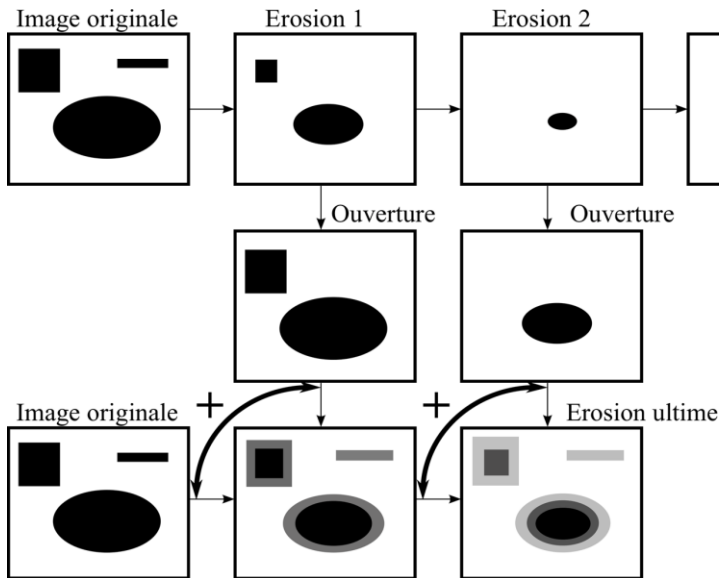 Image originale
Erosion 1
Erosion 2
Ouverture
Ouverture
+
+
Image originale
Erosion ultime